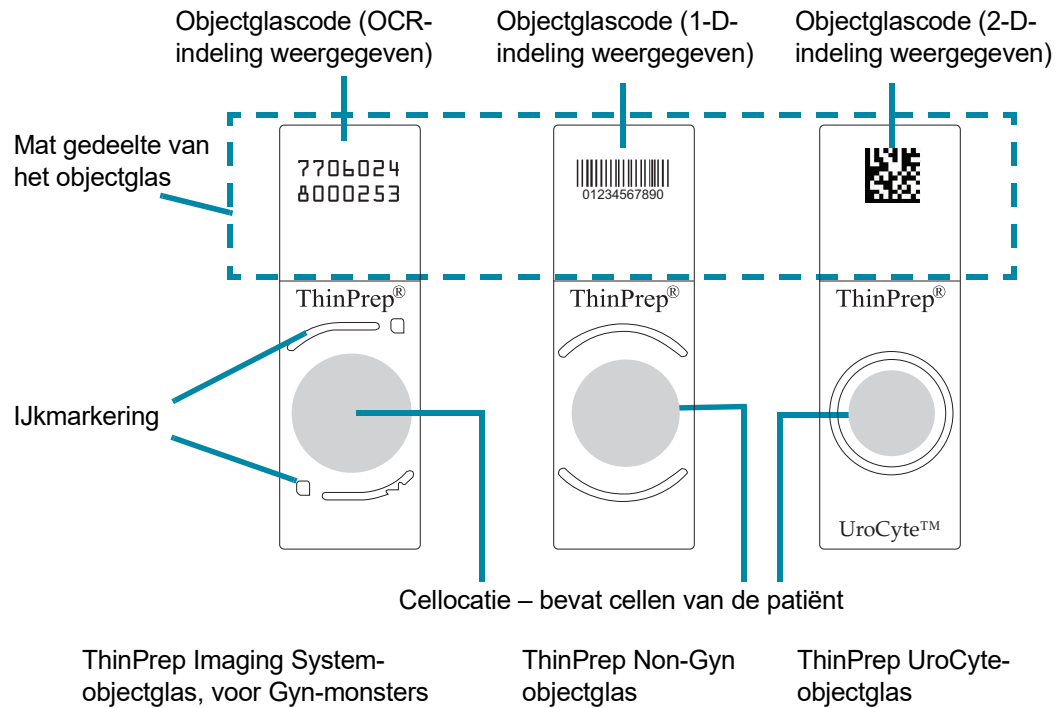 Objectglascode (OCR-
indeling weergegeven)
Objectglascode (1-D-
indeling weergegeven)
Objectglascode (2-D-
indeling weergegeven)
Mat gedeelte van
het objectglas
7706024
8000253
01234567890
ThinPrep®
ThinPrep®
ThinPrep®
IJkmarkering
UroCyte™
Cellocatie – bevat cellen van de patiënt
ThinPrep Imaging System-
objectglas, voor Gyn-monsters
ThinPrep Non-Gyn
objectglas
ThinPrep UroCyte-
objectglas